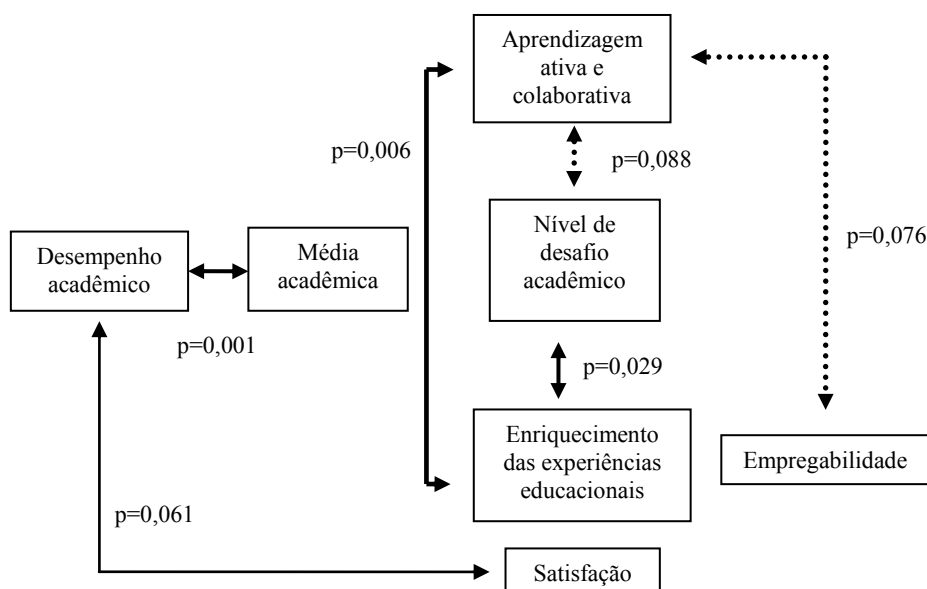 Aprendizagem
ativa e
colaborativa
p=0,006
p=0,088
Nível de
desafio
acadêmico
Desempenho
acadêmico
Média
acadêmica
p=0,076
p=0,001
p=0,029
Enriquecimento
das experiências
educacionais
Empregabilidade
p=0,061
Satisfação